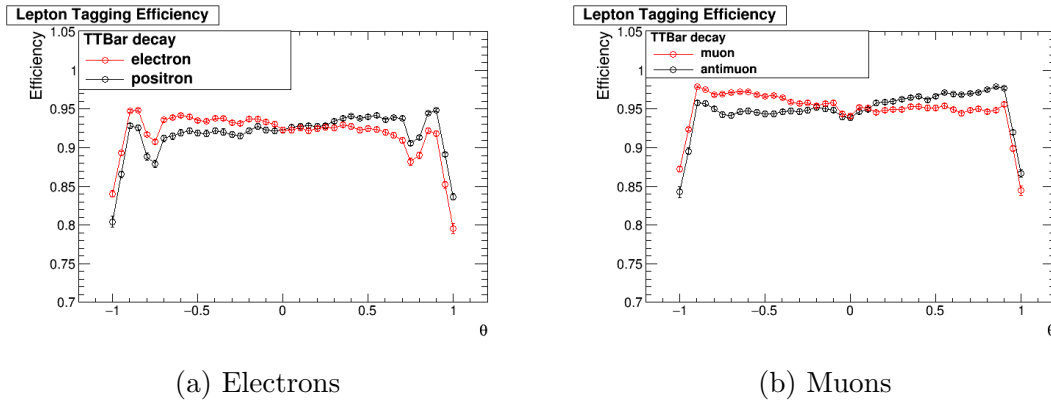 Lepton Tagging Efficiency
Efficiency
1.05
1
0.95
0.9
0.85
0.8
0.75
0.7
TTBar decay
electron
positron
−1
−0.5
0
0.5
1
θ
(a) Electrons
Lepton Tagging Efficiency
Efficiency
1.05
1
0.95
0.9
0.85
0.8
0.75
0.7
TTBar decay
muon
antimuon
−1
−0.5
0
0.5
1
θ
(b) Muons